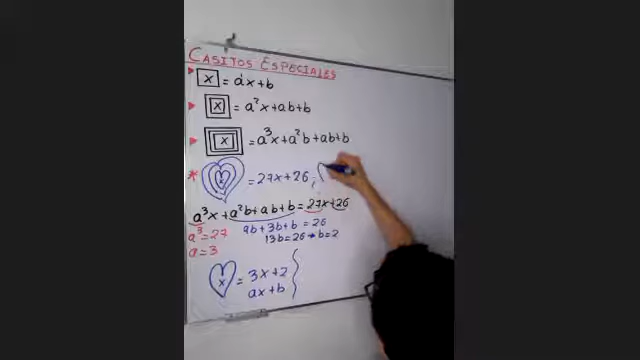 CASITOS ESPECIALES
x = ax+b
x = a²x+ab+b
x = a³x+a²b+ab+b
* x = 27x+26 ;
a³x + a²b+ab+b = 27x+26
a³=27 9b+3b+b = 26
a=3 13b=26 → b=2
x = 3x+2
ax+b